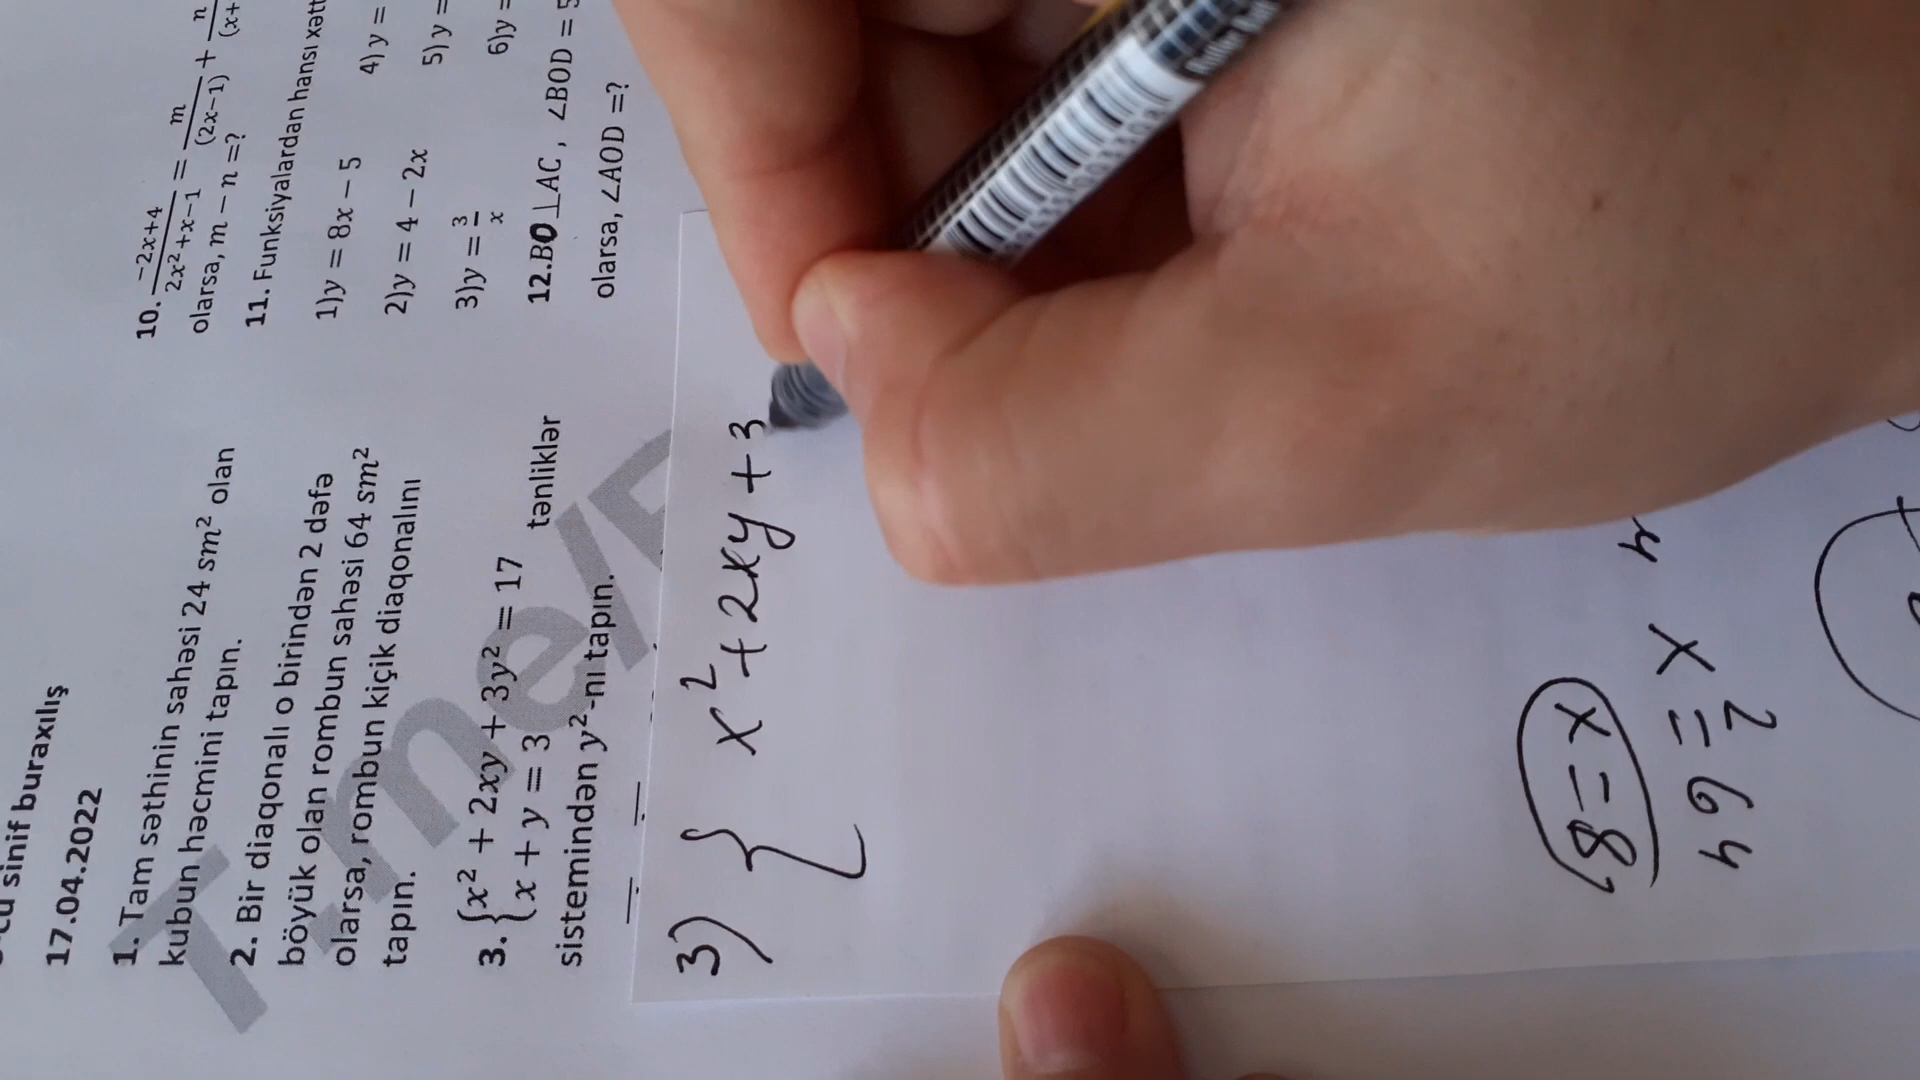 sinif buraxılış
17.04.2022
1. Tam səthinin sahəsi 24 sm² olan
kubun həcmini tapın.
2. Bir diaqonalı o birindən 2 dəfə
böyük olan rombun sahəsi 64 sm²
olarsa, rombun kiçik diaqonalını
tapın.
3. {x² + 2xy + 3y² = 17
{x + y = 3 tənliklər
sistemindən y²-nı tapın.
10. (−2x+4)/(2x²+x−1) = m/(2x−1) + n/(x+
olarsa, m − n =?
11. Funksiyalardan hansı
1)y = 8x − 5
2)y = 4 − 2x
3)y = 3/x
4)y =
5)y =
6)y =
12.BO⊥AC, ∠BOD = 5
olarsa, ∠AOD =?
T.me/
3) { x² + 2xy + 3
4
x² = 64
x = 8